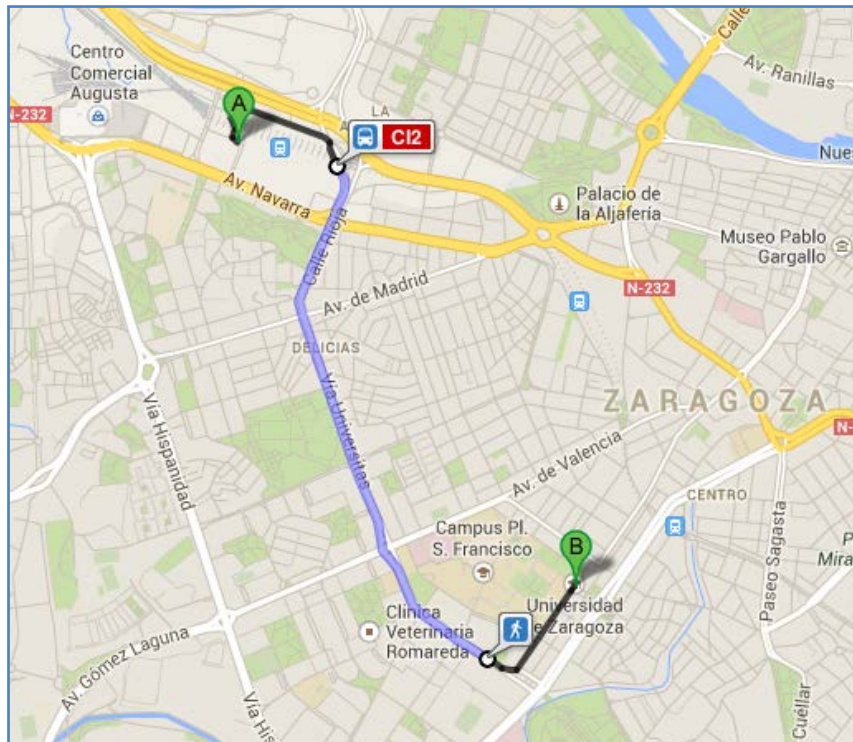 Calle
Av. Ranillas
Centro
Comercial
Augusta
N-232
A
LA
A
CI2
Nues
Av. Navarra
Palacio de
la Aljafería
Museo Pablo
Gargallo
Calle Rioja
N-232
Av. de Madrid
DELICIAS
ZARAGOZA
Vía Universitas
Vía Hispanidad
N-
Av. de Valencia
CENTRO
Campus Pl.
S. Francisco
B
Paseo Sagasta
P
Mira
Universidad
e Zaragoza
Clínica
Veterinaria
Romareda
Av. Gómez Laguna
Vía His
Cuéllar